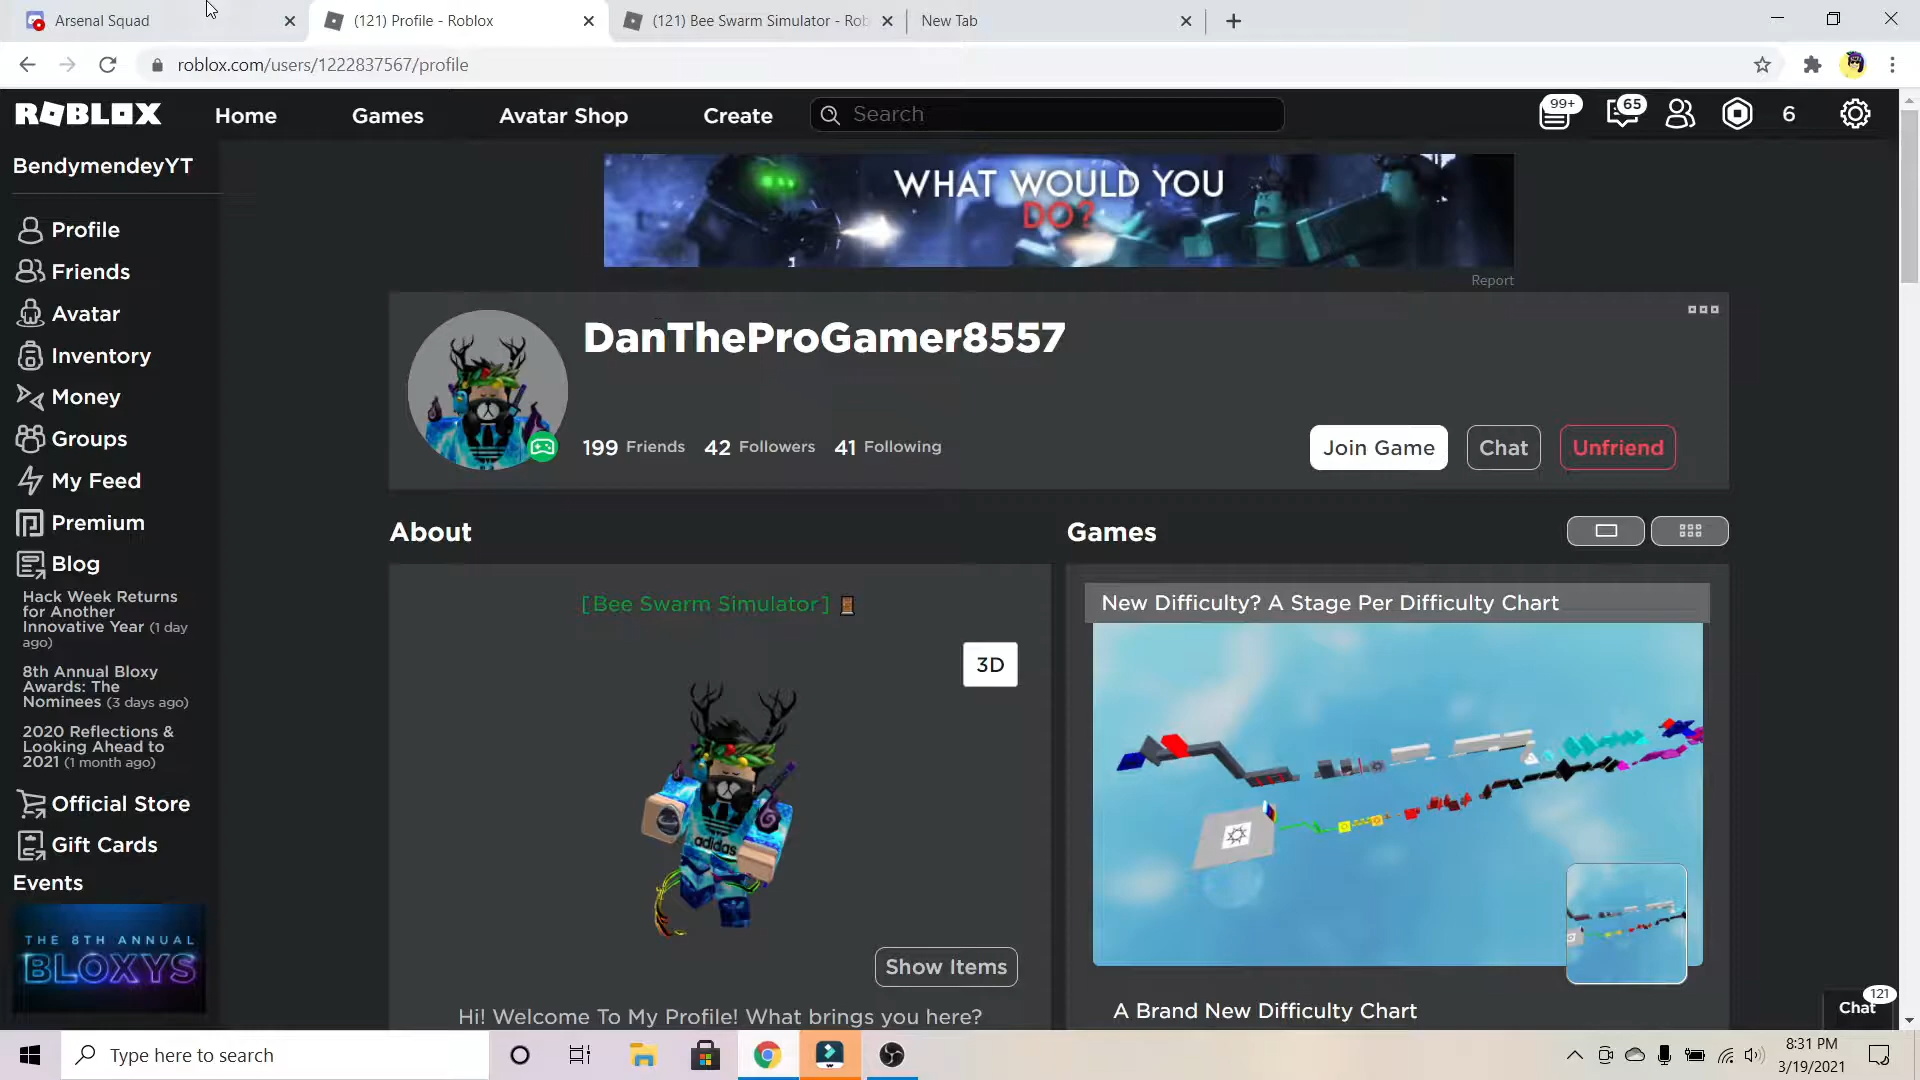 Arsenal Squad
(121) Profile - Roblox
(121) Bee Swarm Simulator - Rob
New Tab
roblox.com/users/1222837567/profile
ROBLOX
Home
Games
Avatar Shop
Create
Search
99+
65
6
BendymendeyYT
Profile
Friends
Avatar
Inventory
Money
Groups
My Feed
Premium
Blog
Hack Week Returns
for Another
Innovative Year (1 day
ago)
8th Annual Bloxy
Awards: The
Nominees (3 days ago)
2020 Reflections &
Looking Ahead to
2021 (1 month ago)
Official Store
Gift Cards
Events
THE 8TH ANNUAL
BLOXYS
WHAT WOULD YOU
DO?
Report
DanTheProGamer8557
199 Friends 42 Followers 41 Following
Join Game
Chat
Unfriend
About
[Bee Swarm Simulator]
3D
adidas
Show Items
Hi! Welcome To My Profile! What brings you here?
Games
New Difficulty? A Stage Per Difficulty Chart
A Brand New Difficulty Chart
Chat
121
Type here to search
8:31 PM
3/19/2021